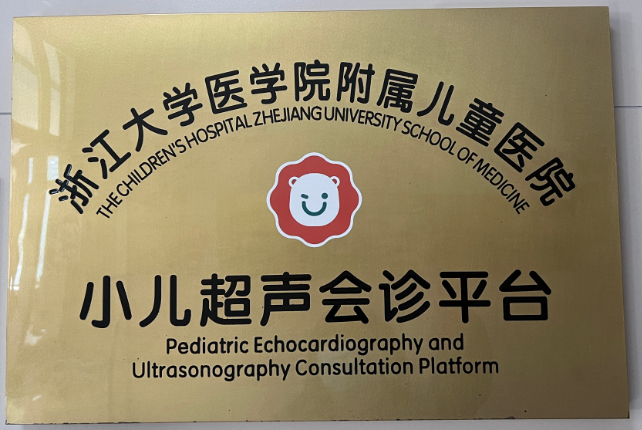 浙江大学医学院附属儿童医院
THE CHILDREN'S HOSPITAL ZHEJIANG UNIVERSITY SCHOOL OF MEDICINE
小儿超声会诊平台
Pediatric Echocardiography and
Ultrasonography Consultation Platform